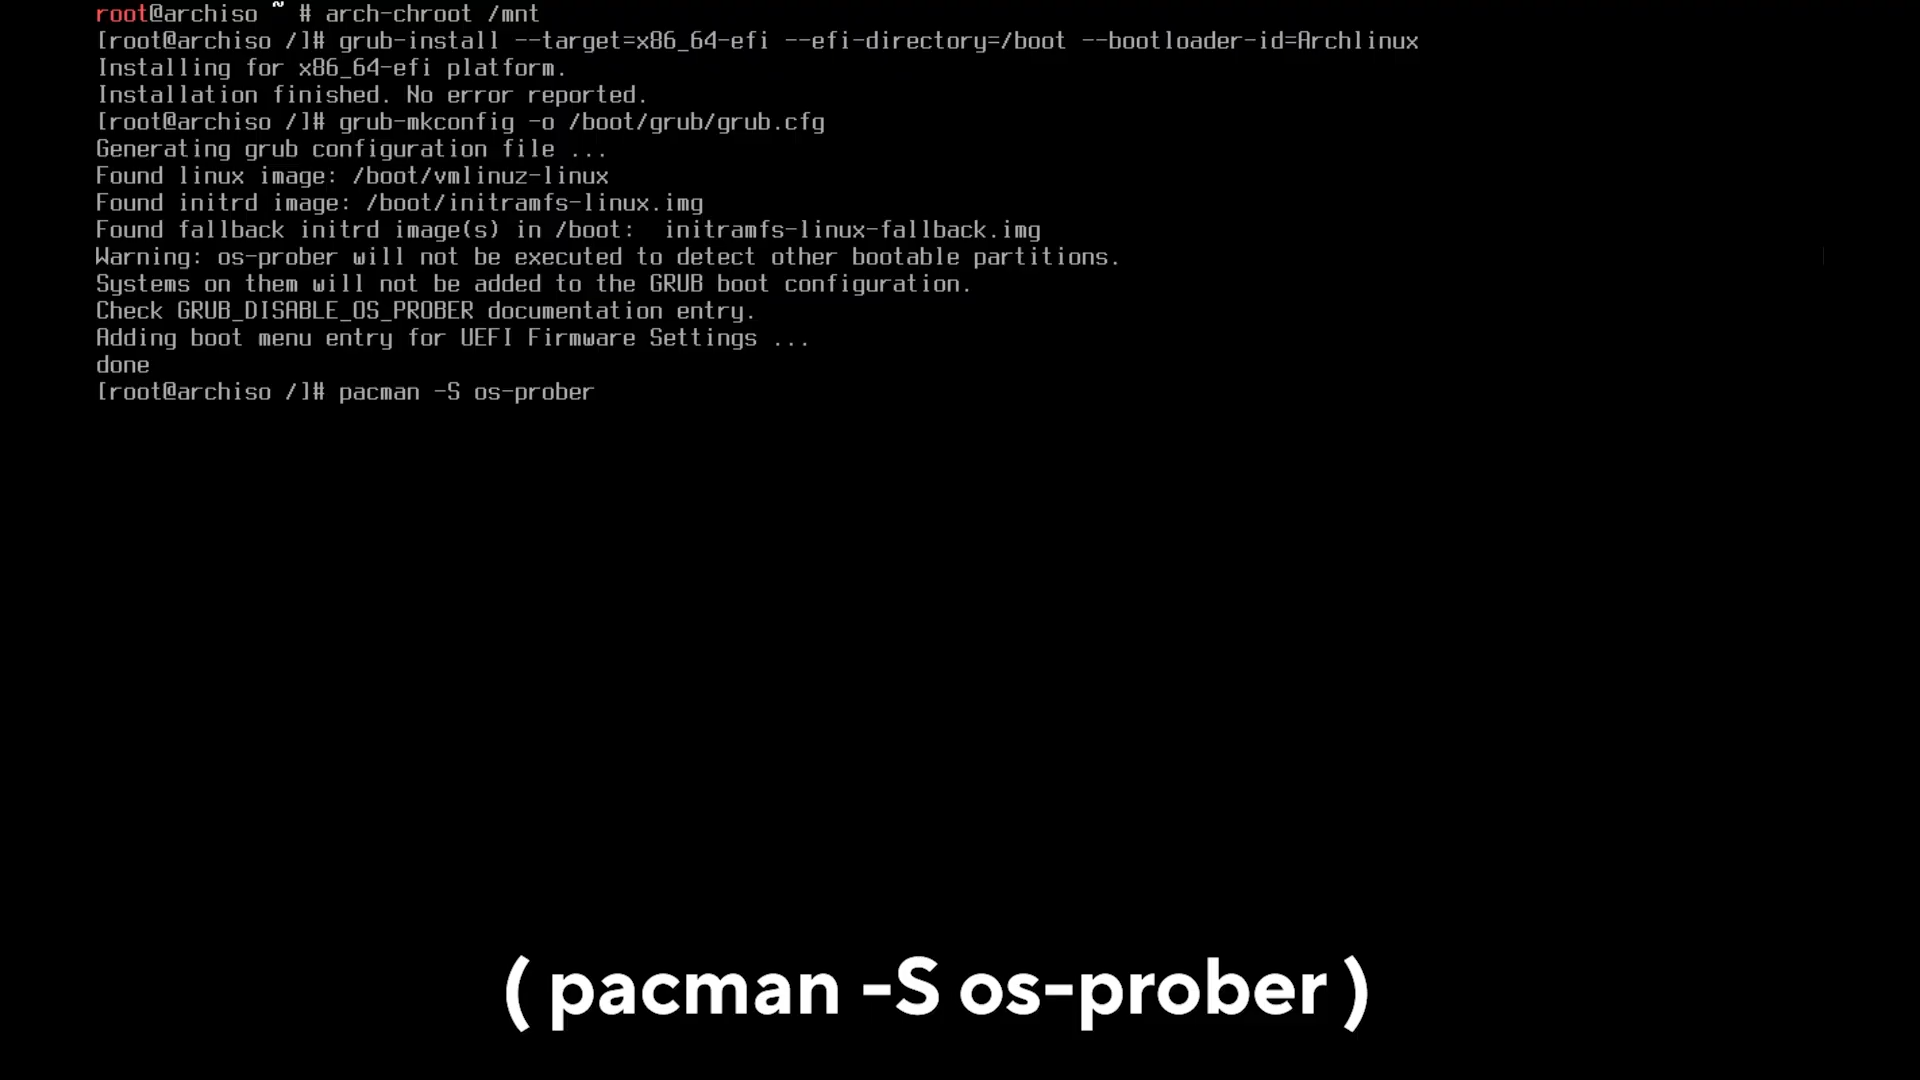 root@archiso ~ # arch-chroot /mnt
[root@archiso /]# grub-install --target=x86_64-efi --efi-directory=/boot --bootloader-id=Archlinux
Installing for x86_64-efi platform.
Installation finished. No error reported.
[root@archiso /]# grub-mkconfig -o /boot/grub/grub.cfg
Generating grub configuration file ...
Found linux image: /boot/vmlinuz-linux
Found initrd image: /boot/initramfs-linux.img
Found fallback initrd image(s) in /boot:  initramfs-linux-fallback.img
Warning: os-prober will not be executed to detect other bootable partitions.
Systems on them will not be added to the GRUB boot configuration.
Check GRUB_DISABLE_OS_PROBER documentation entry.
Adding boot menu entry for UEFI Firmware Settings ...
done
[root@archiso /]# pacman -S os-prober
( pacman -S os-prober )